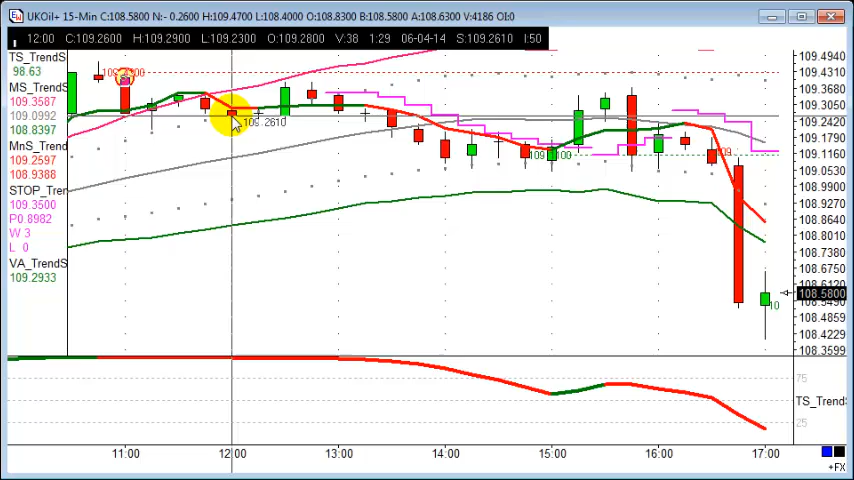 UKOil+ 15-Min C:108.5800 N:- 0.2600 H:109.4700 L:108.4000 O:109.8300 B:108.5800 A:108.6300 V:4186 OI:0
12:00 C:109.2600 H:109.2900 L:109.2300 O:109.2800 V:38 1:29 06-04-14 S:109.2610 I:50
TS_TrendS
98.63
MS_TrendS
109.3587
109.0992
108.8397
MnS_Trend
109.2597
108.9388
STOP_Tren
109.3500
P0.8982
W 3
L 0
VA_TrendS
109.2933
109.2610
109.
109.4940
109.4310
109.3680
109.3050
109.2420
109.1790
109.1160
109.0530
108.9900
108.9270
108.8640
108.8010
108.7380
108.6750
108.6120
108.5800
108.5490
108.4859
108.4229
108.3599
10
75
25
TS_TrendS
11:00 12:00 13:00 14:00 15:00 16:00 17:00
+FX